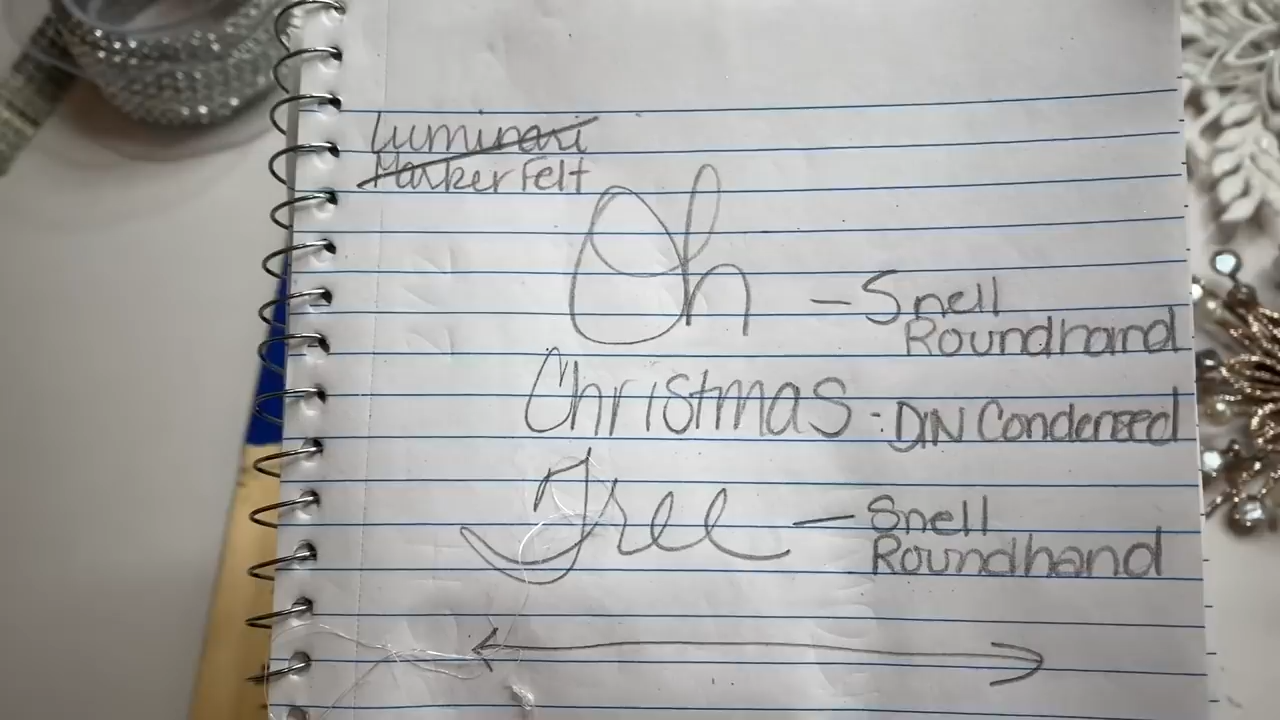 Luminari
Marker Felt
Oh - Snell
Roundhand
Christmas : DIN Condensed
Tree - Snell
Roundhand